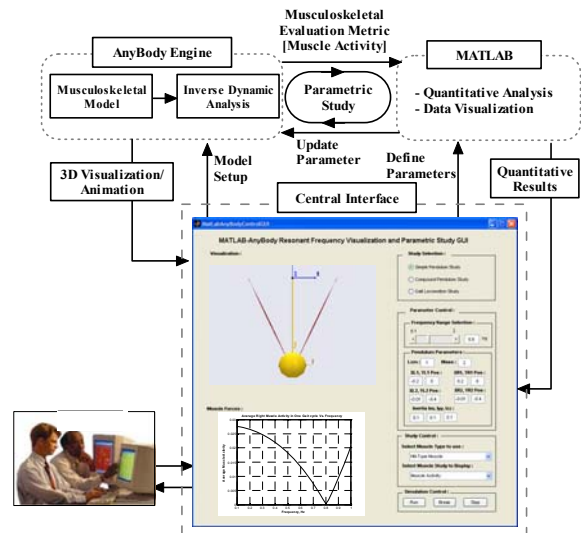 Musculoskeletal
Evaluation Metric
[Muscle Activity]
AnyBody Engine
MATLAB
Musculoskeletal
Model
Inverse Dynamic
Analysis
Parametric
Study
- Quantitative Analysis
- Data Visualization
Update
Parameter
3D Visualization/
Animation
Model
Setup
Define
Parameters
Quantitative
Results
Central Interface
MatLabAnyBodyControlGUI
MATLAB-AnyBody Resonant Frequency Visualization and Parametric Study GUI
Visualization :
Study Selection :
Simple Pendulum Study
Compound Pendulum Study
Gait Locomotion Study
Parameter Control :
Frequency Range Selection :
Pendulum Parameters :
Muscle Forces :
Average Right Muscle Activity in One Gait cycle Vs. Frequency
Frequency, Hz
Study Control :
Select Muscle Type to use :
Hill-Type Muscle
Select Muscle Study to Display :
Muscle Activity
Simulation Control :
Run
Stop